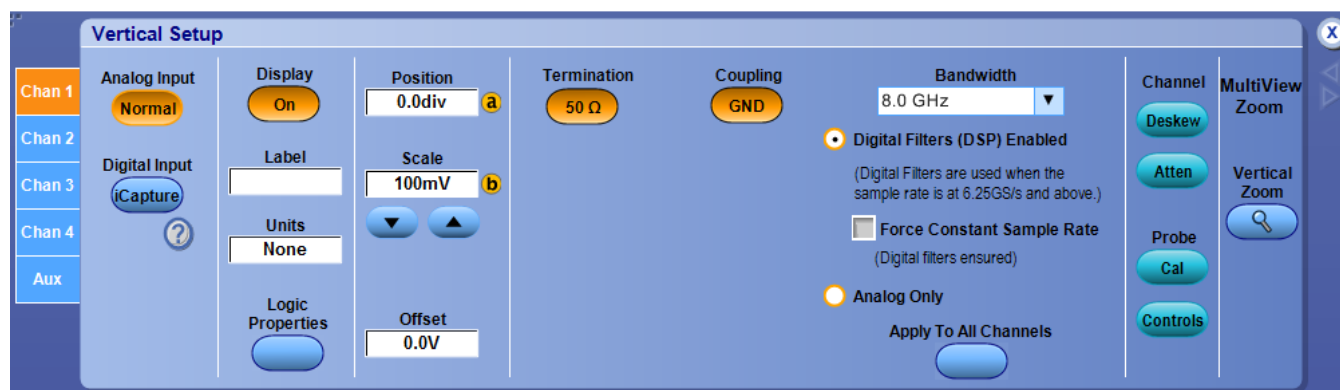 Vertical Setup
X
Chan 1
Chan 2
Chan 3
Chan 4
Aux
Analog Input
Normal
Digital Input
iCapture
?
Display
On
Label
Units
None
Logic
Properties
Position
0.0div
a
Scale
100mV
b
Offset
0.0V
Termination
50 Ω
Coupling
GND
Bandwidth
8.0 GHz
Digital Filters (DSP) Enabled
(Digital Filters are used when the
sample rate is at 6.25GS/s and above.)
Force Constant Sample Rate
(Digital filters ensured)
Analog Only
Apply To All Channels
Channel
Deskew
Atten
Probe
Cal
Controls
MultiView
Zoom
Vertical
Zoom